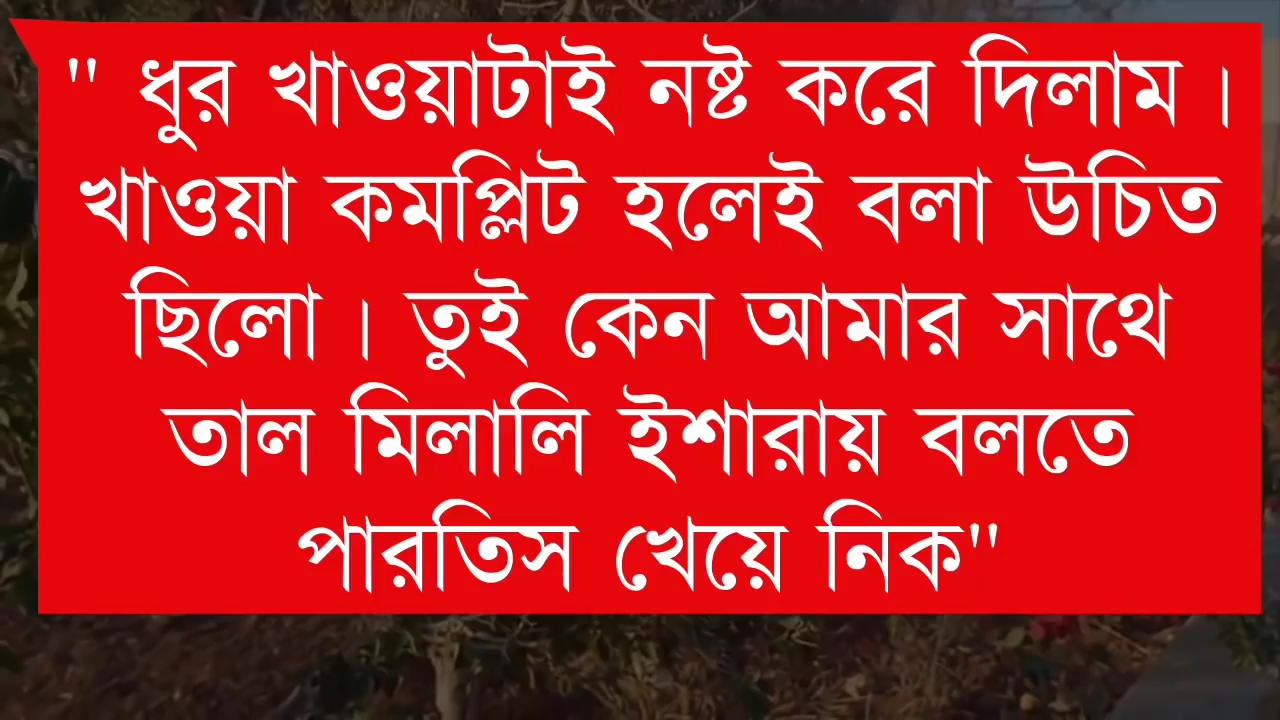 " ধুর খাওয়াটাই নষ্ট করে দিলাম ।
খাওয়া কমপ্লিট হলেই বলা উচিত
ছিলো । তুই কেন আমার সাথে
তাল মিলালি ইশারায় বলতে
পারতিস খেয়ে নিক"